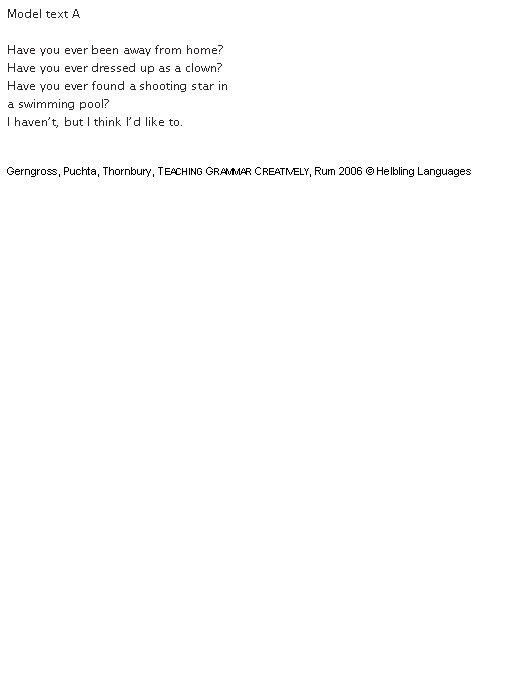 Model text A
Have you ever been away from home?
Have you ever dressed up as a clown?
Have you ever found a shooting star in
a swimming pool?
I haven’t, but I think I’d like to.
Gerngross, Puchta, Thornbury, TEACHING GRAMMAR CREATIVELY, Rum 2006 © Helbling Languages